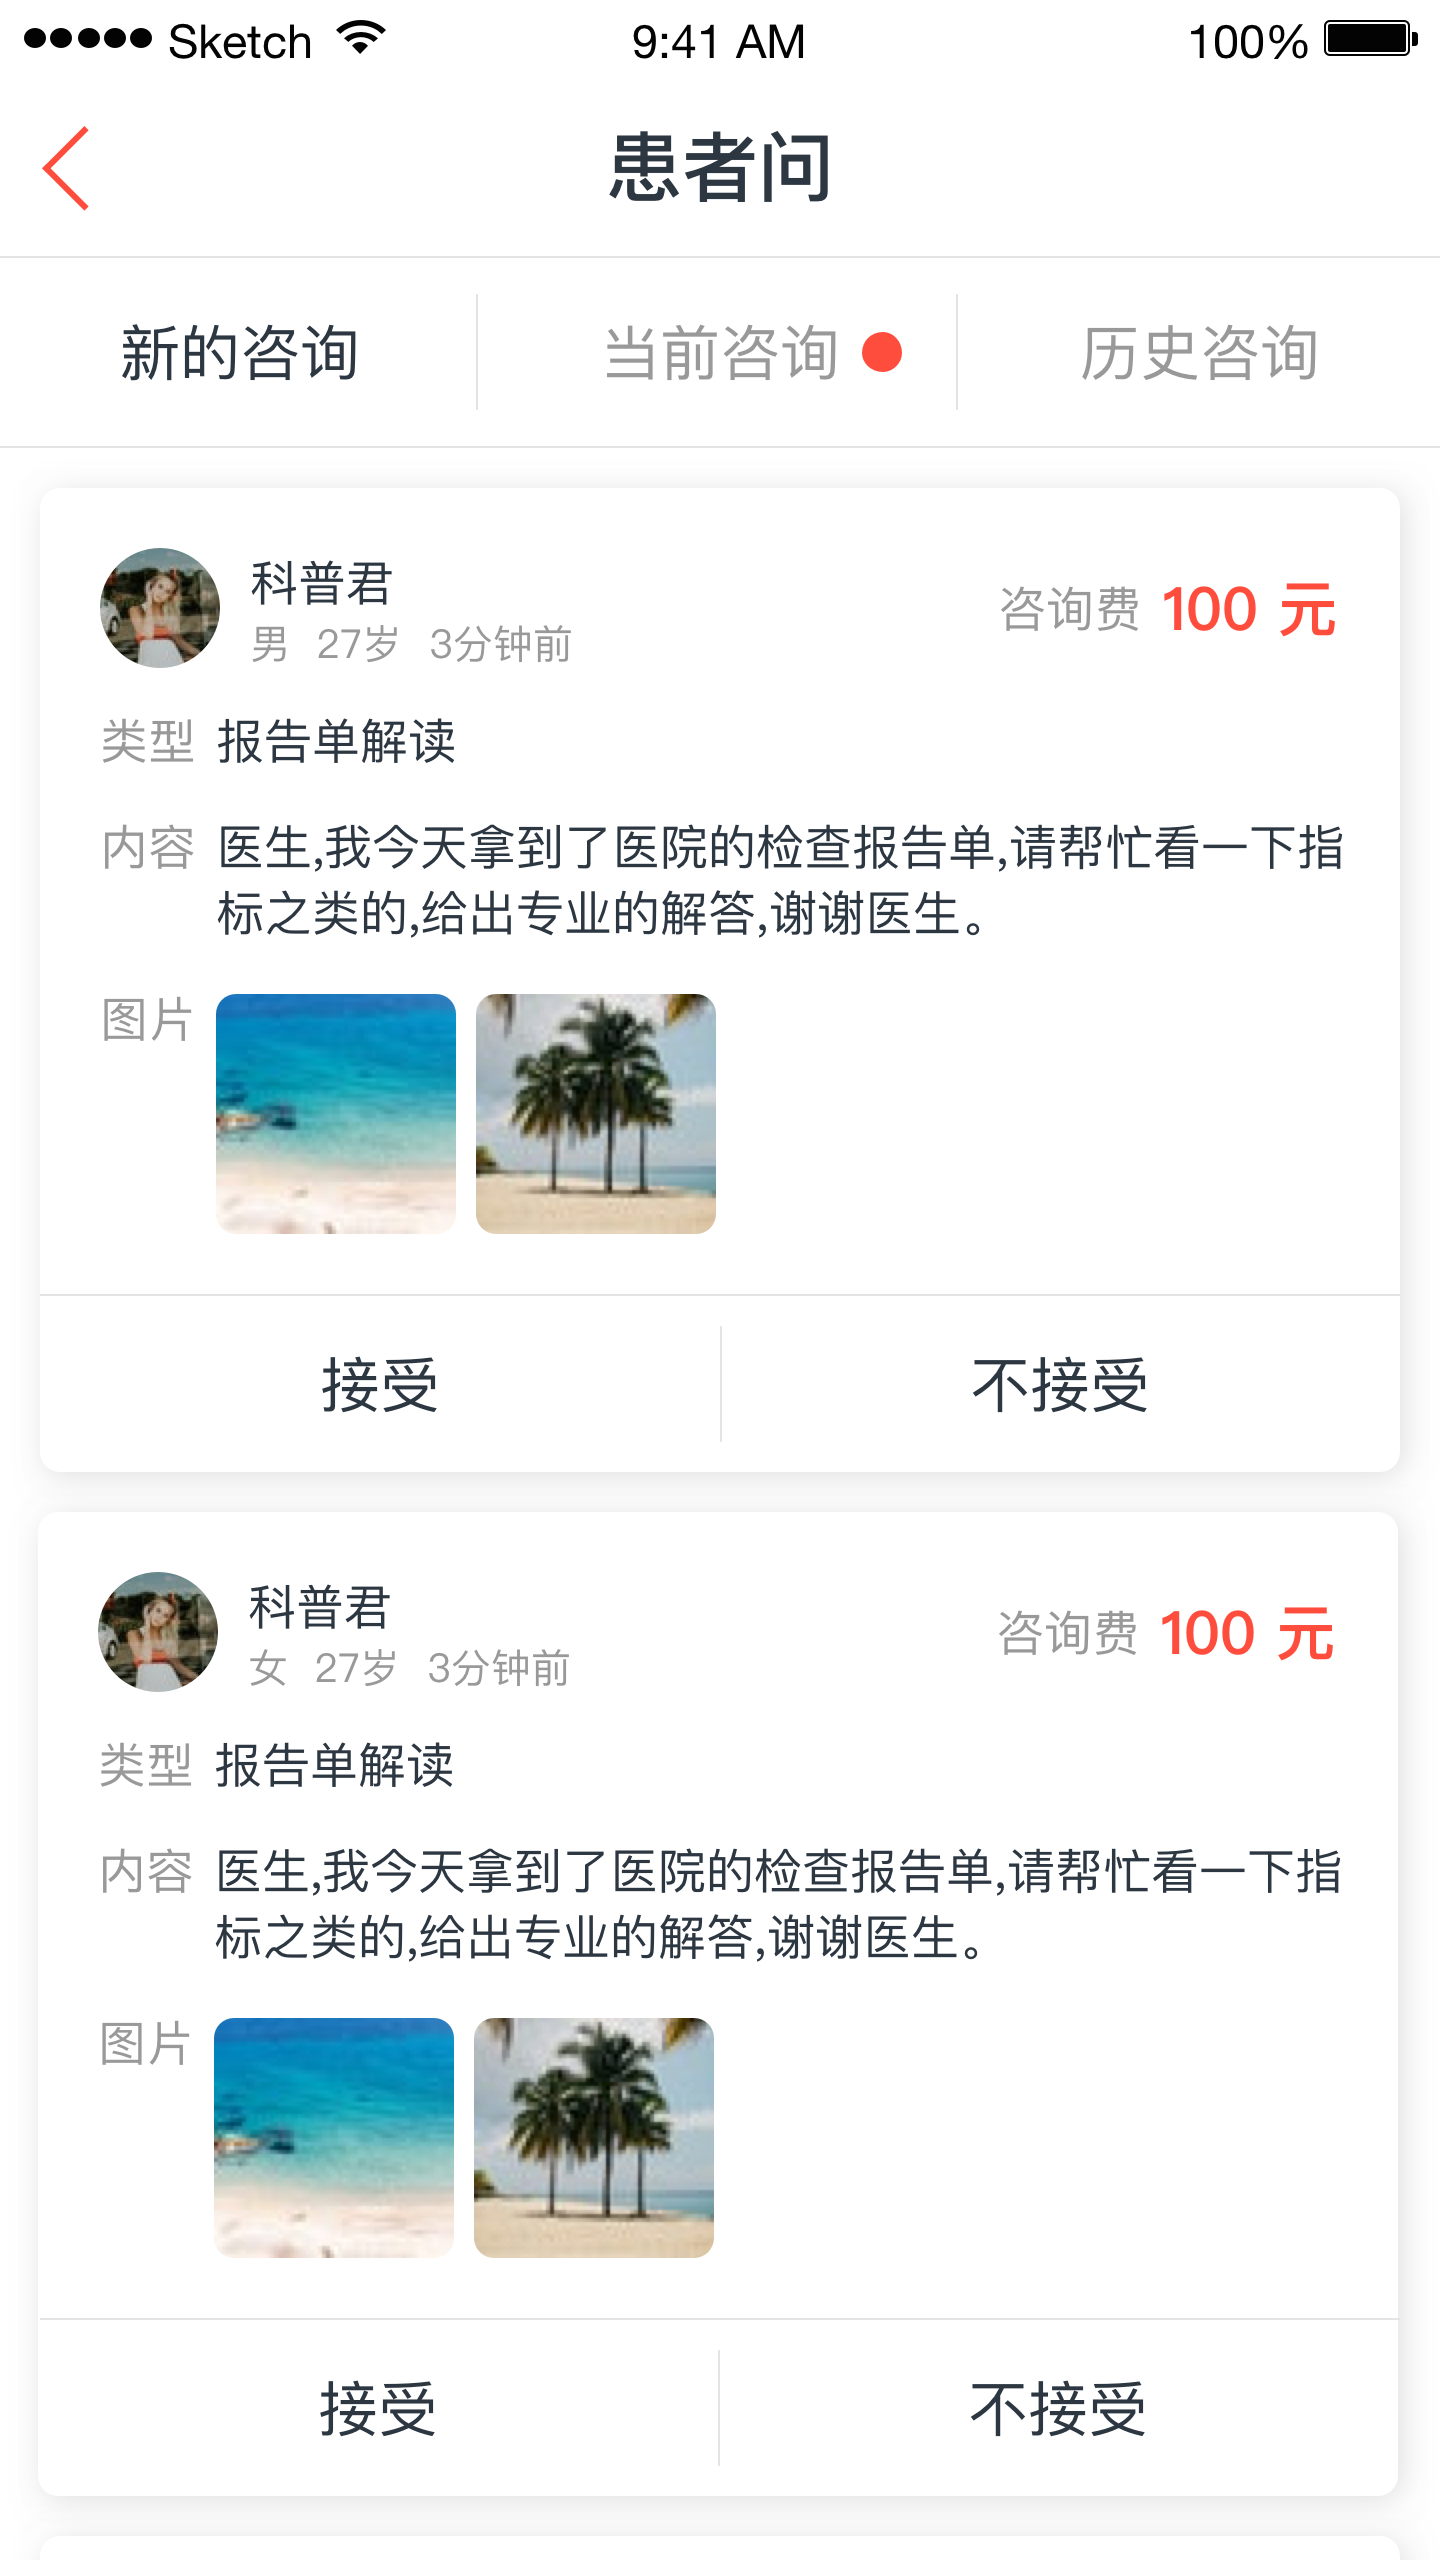 Sketch 9:41 AM 100%
患者问
新的咨询 当前咨询 历史咨询
科普君
男 27岁 3分钟前
咨询费 100 元
类型 报告单解读
内容 医生,我今天拿到了医院的检查报告单,请帮忙看一下指
标之类的,给出专业的解答,谢谢医生。
图片
接受 不接受
科普君
女 27岁 3分钟前
咨询费 100 元
类型 报告单解读
内容 医生,我今天拿到了医院的检查报告单,请帮忙看一下指
标之类的,给出专业的解答,谢谢医生。
图片
接受 不接受